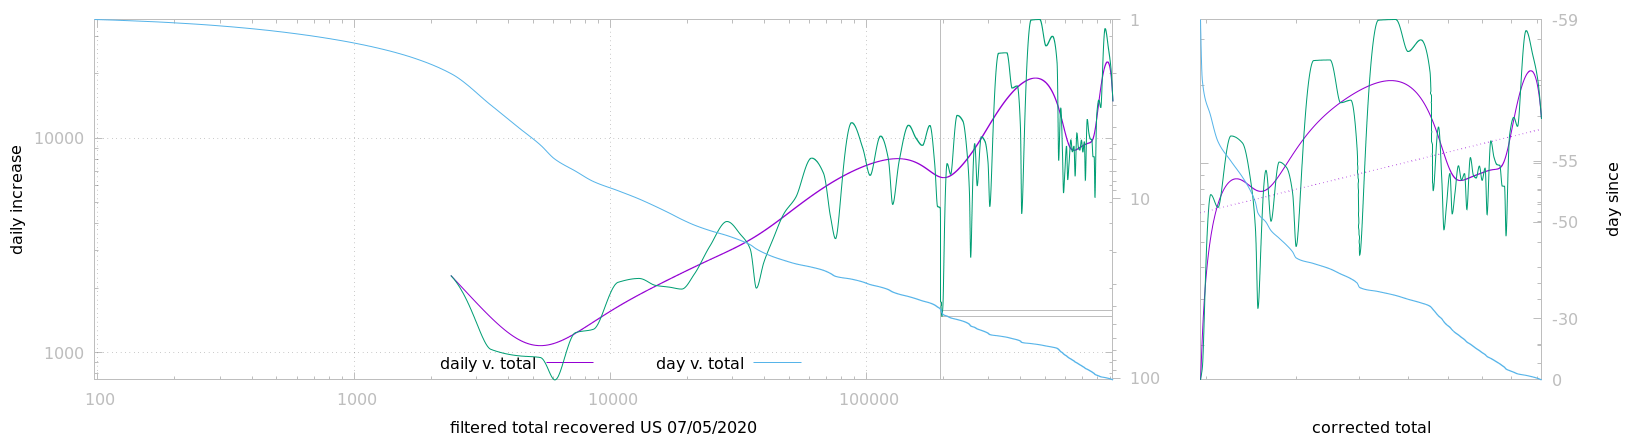 daily increase
10000
1000
100
1000
10000
100000
1
10
100
daily v. total
day v. total
filtered total recovered US 07/05/2020
-59
-55
-50
-30
0
day since
corrected total